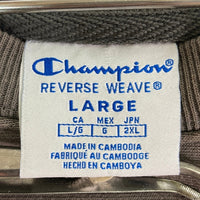 Champion®
REVERSE WEAVE®
LARGE
CA MEX JPN
L/G G 2XL
MADE IN CAMBODIA
FABRIQUÉ AU CAMBODGE
HECHO EN CAMBOYA